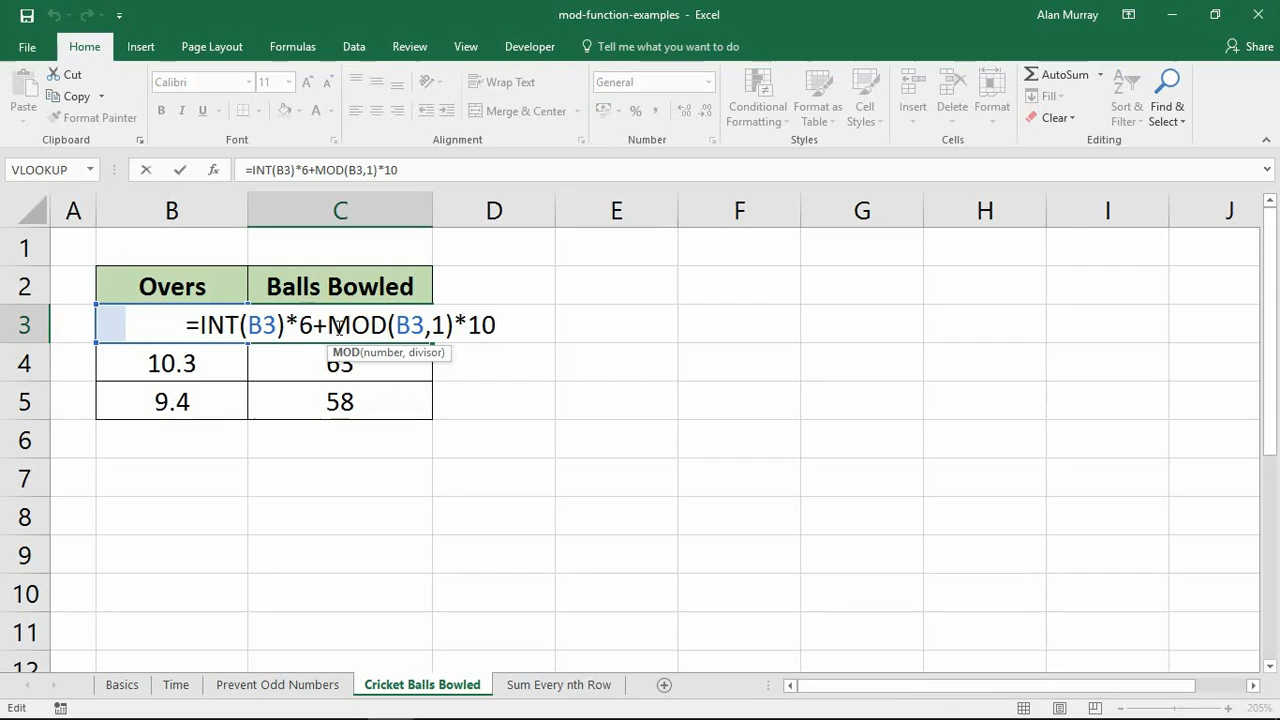 mod-function-examples - Excel
Alan Murray
File Home Insert Page Layout Formulas Data Review View Developer Tell me what you want to do Share
Paste
Cut
Copy
Format Painter
Clipboard
Calibri 11
B I U
Font
Wrap Text
Merge & Center
Alignment
General
Number
Conditional Formatting
Format as Table
Cell Styles
Styles
Insert
Delete
Format
Cells
AutoSum
Fill
Clear
Sort & Filter
Find & Select
Editing
VLOOKUP
=INT(B3)*6+MOD(B3,1)*10
A B C D E F G H I J
1
2 Overs Balls Bowled
3 =INT(B3)*6+MOD(B3,1)*10
MOD(number, divisor)
4 10.3 63
5 9.4 58
6
7
8
9
10
11
12
Basics Time Prevent Odd Numbers Cricket Balls Bowled Sum Every nth Row
Edit
205%